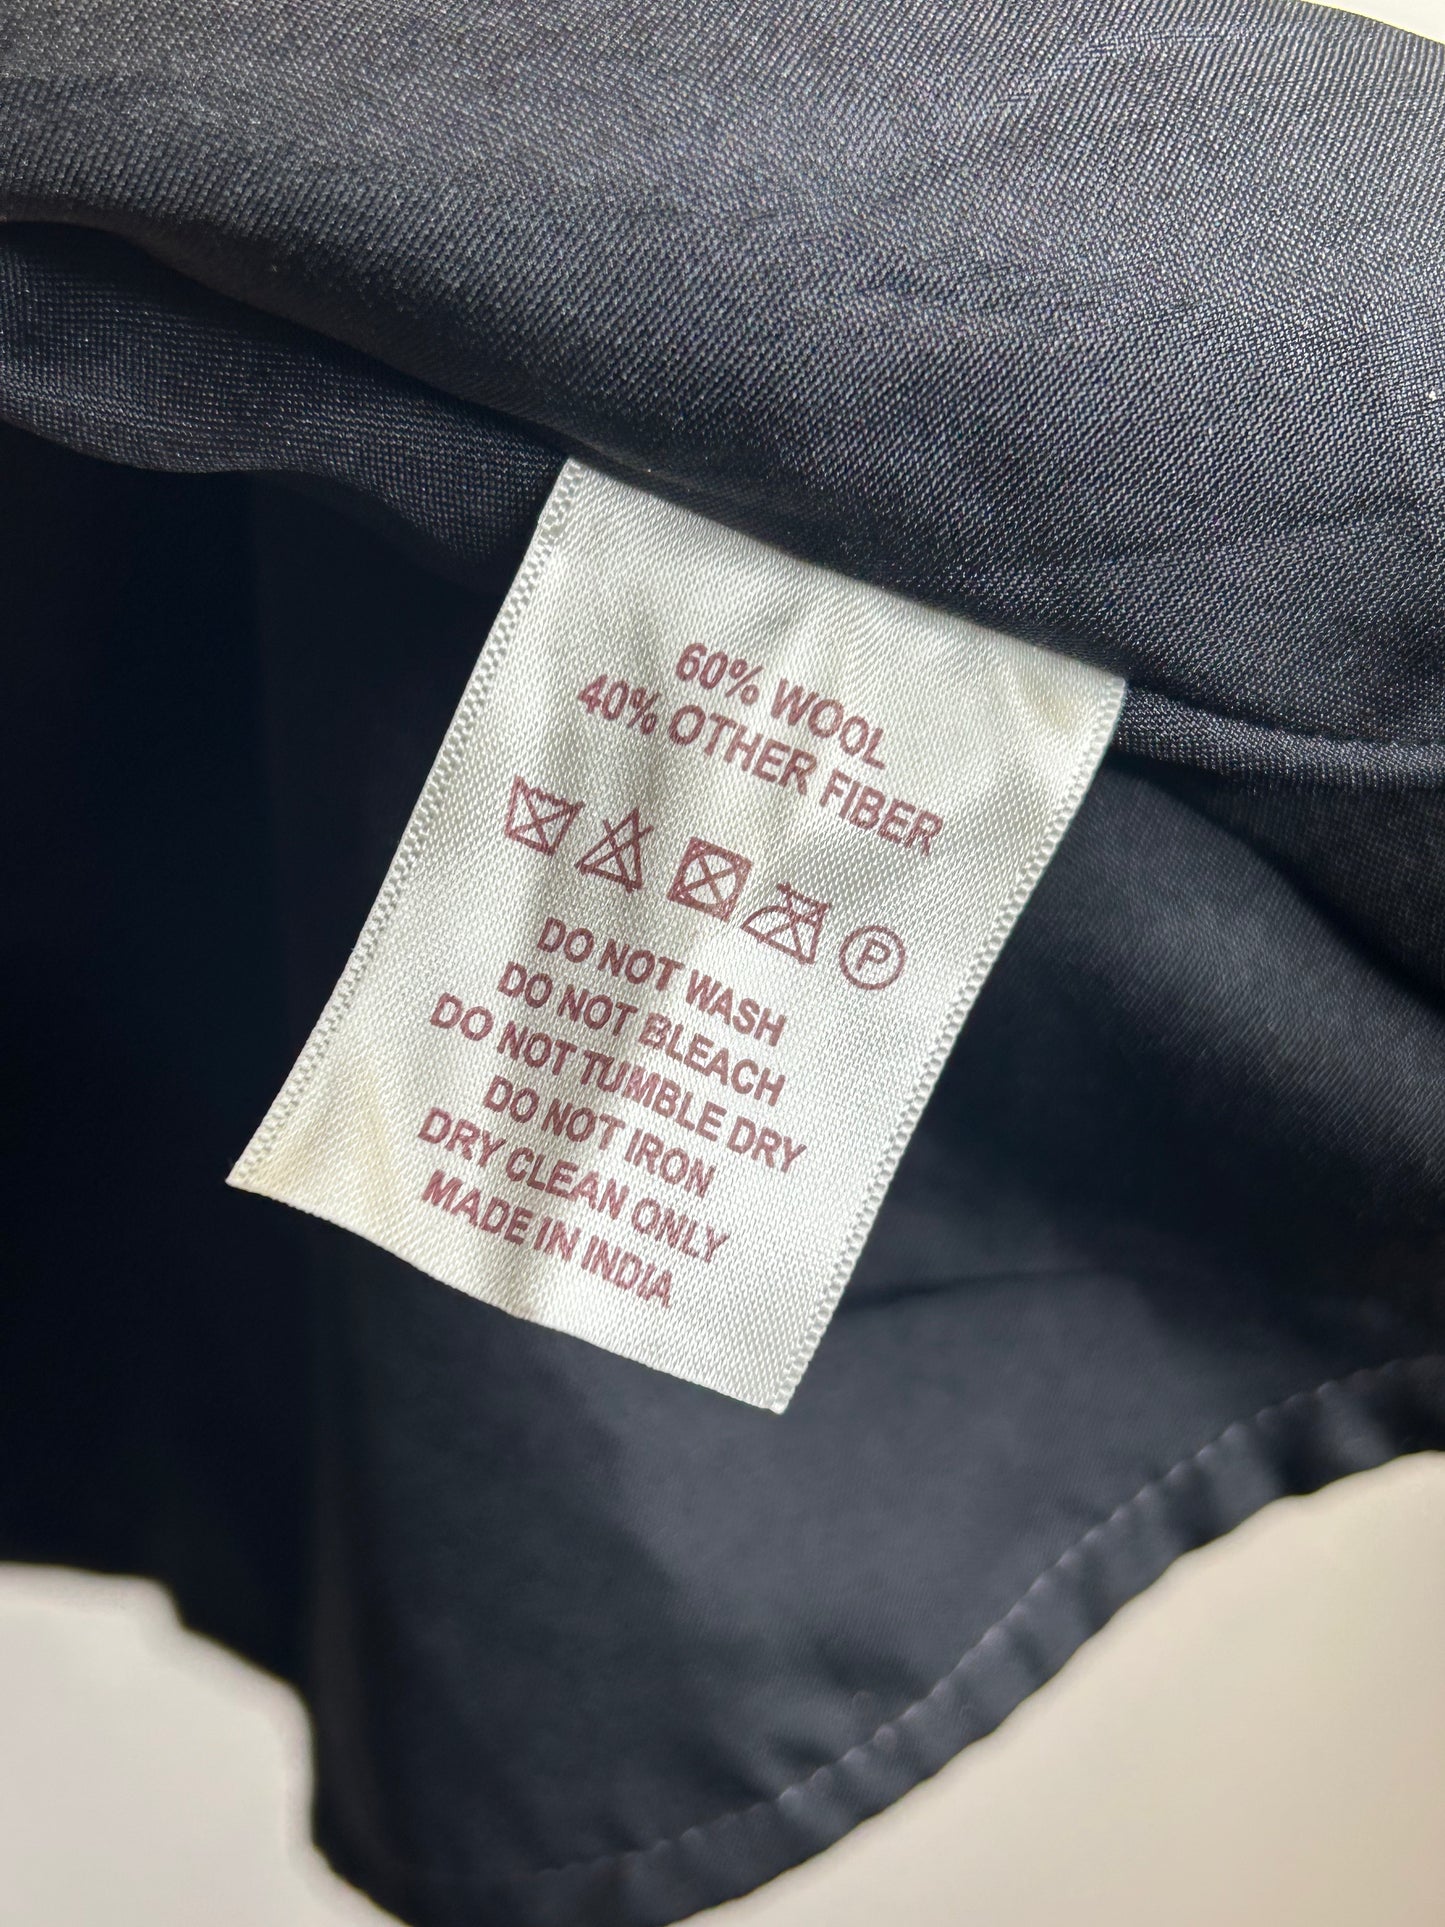 60% WOOL
40% OTHER FIBER
P
DO NOT WASH
DO NOT BLEACH
DO NOT TUMBLE DRY
DO NOT IRON
DRY CLEAN ONLY
MADE IN INDIA